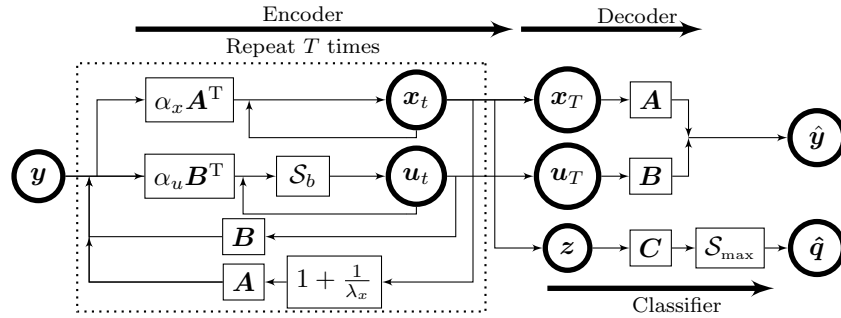 Encoder
Decoder
Repeat T times
α_x A^T
x_t
x_T
A
y
ŷ
α_u B^T
S_b
u_t
u_T
B
B
z
C
S_max
q̂
A
1 + 1/λ_x
Classifier